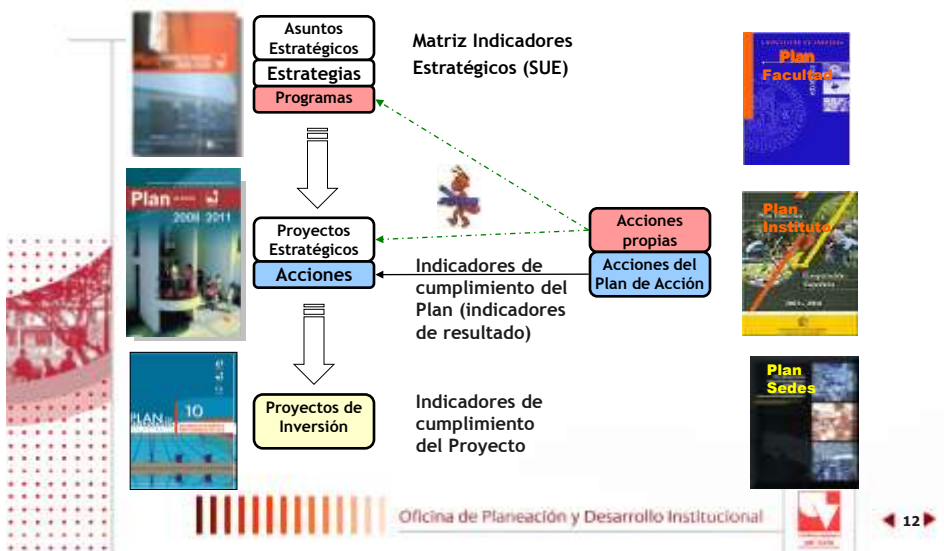 Asuntos
Estratégicos
Estrategias
Programas
Matriz Indicadores
Estratégicos (SUE)
Plan
Facultad
Plan
2008 2011
Proyectos
Estratégicos
Acciones
Indicadores de
cumplimiento del
Plan (indicadores
de resultado)
Acciones
propias
Acciones del
Plan de Acción
Plan
Instituto
PLAN
10
Proyectos de
Inversión
Indicadores de
cumplimiento
del Proyecto
Plan
Sedes
Oficina de Planeación y Desarrollo Institucional
12